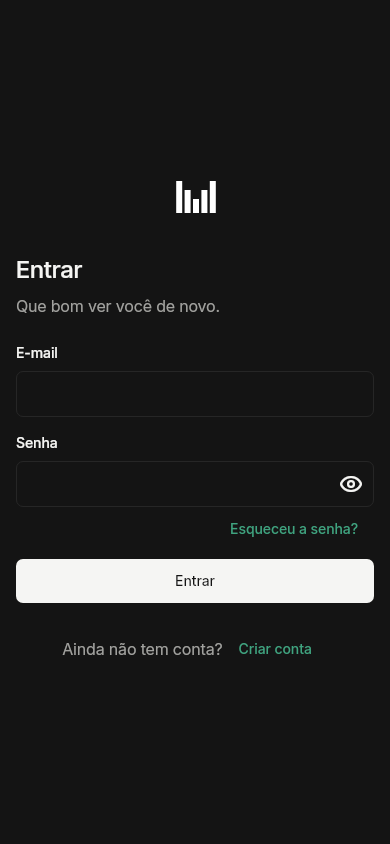 Entrar
Que bom ver você de novo.
E-mail
Senha
Esqueceu a senha?
Entrar
Ainda não tem conta? Criar conta